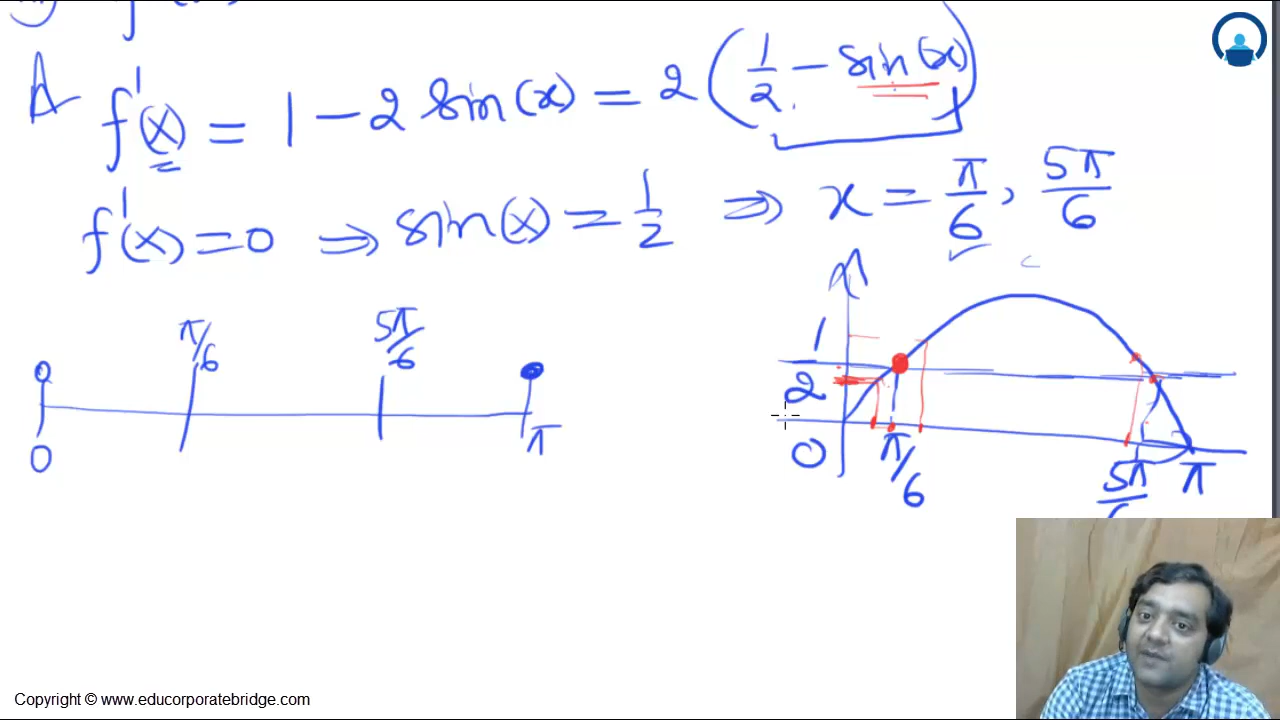 A f'(x) = 1 - 2 sin(x) = 2 (1/2 - sin(x))
f'(x) = 0 ⇒ sin(x) = 1/2 ⇒ x = π/6, 5π/6
π/6 5π/6
0 π
1/2
0 π/6 5π π
Copyright © www.educorporatebridge.com